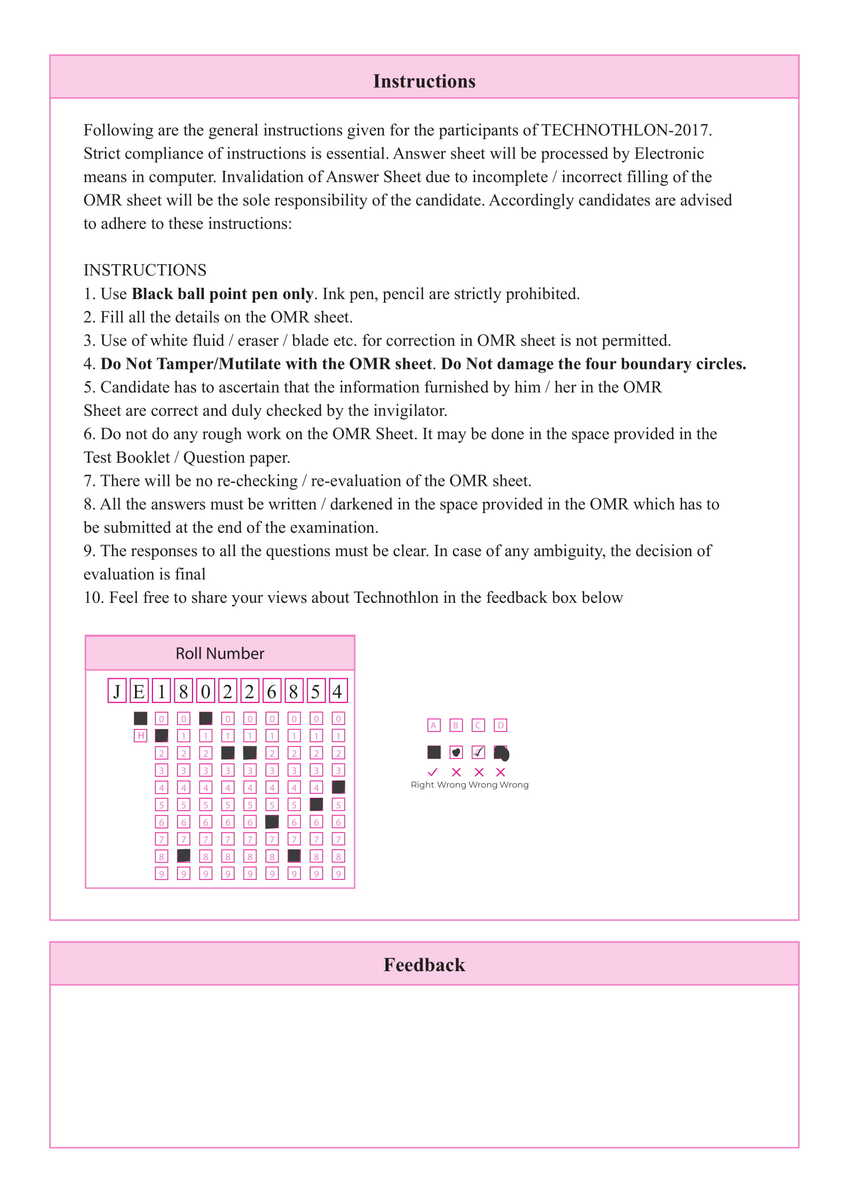 Instructions
Following are the general instructions given for the participants of TECHNOTHLON-2017.
Strict compliance of instructions is essential. Answer sheet will be processed by Electronic
means in computer. Invalidation of Answer Sheet due to incomplete / incorrect filling of the
OMR sheet will be the sole responsibility of the candidate. Accordingly candidates are advised
to adhere to these instructions:
INSTRUCTIONS
1. Use Black ball point pen only. Ink pen, pencil are strictly prohibited.
2. Fill all the details on the OMR sheet.
3. Use of white fluid / eraser / blade etc. for correction in OMR sheet is not permitted.
4. Do Not Tamper/Mutilate with the OMR sheet. Do Not damage the four boundary circles.
5. Candidate has to ascertain that the information furnished by him / her in the OMR
Sheet are correct and duly checked by the invigilator.
6. Do not do any rough work on the OMR Sheet. It may be done in the space provided in the
Test Booklet / Question paper.
7. There will be no re-checking / re-evaluation of the OMR sheet.
8. All the answers must be written / darkened in the space provided in the OMR which has to
be submitted at the end of the examination.
9. The responses to all the questions must be clear. In case of any ambiguity, the decision of
evaluation is final
10. Feel free to share your views about Technothlon in the feedback box below
Roll Number
J E 1 8 0 2 2 6 8 5 4
0 0 0 0 0 0 0 0
H 1 1 1 1 1 1 1 1
2 2 2 2 2 2 2
3 3 3 3 3 3 3 3 3
4 4 4 4 4 4 4 4
5 5 5 5 5 5 5 5
6 6 6 6 6 6 6 6
7 7 7 7 7 7 7 7 7
8 8 8 8 8 8 8
9 9 9 9 9 9 9 9 9
A B C D
Right Wrong Wrong Wrong
Feedback